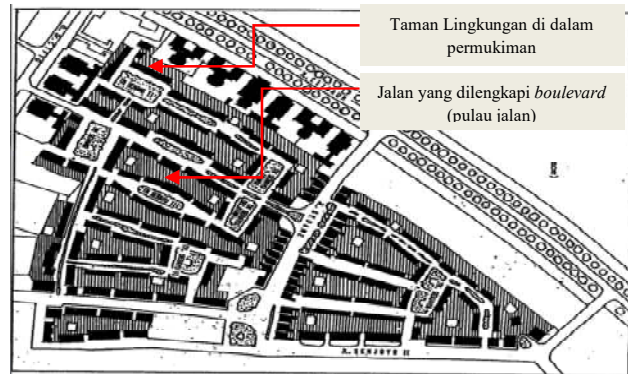 Taman Lingkungan di dalam
permukiman
Jalan yang dilengkapi boulevard
(pulau jalan)